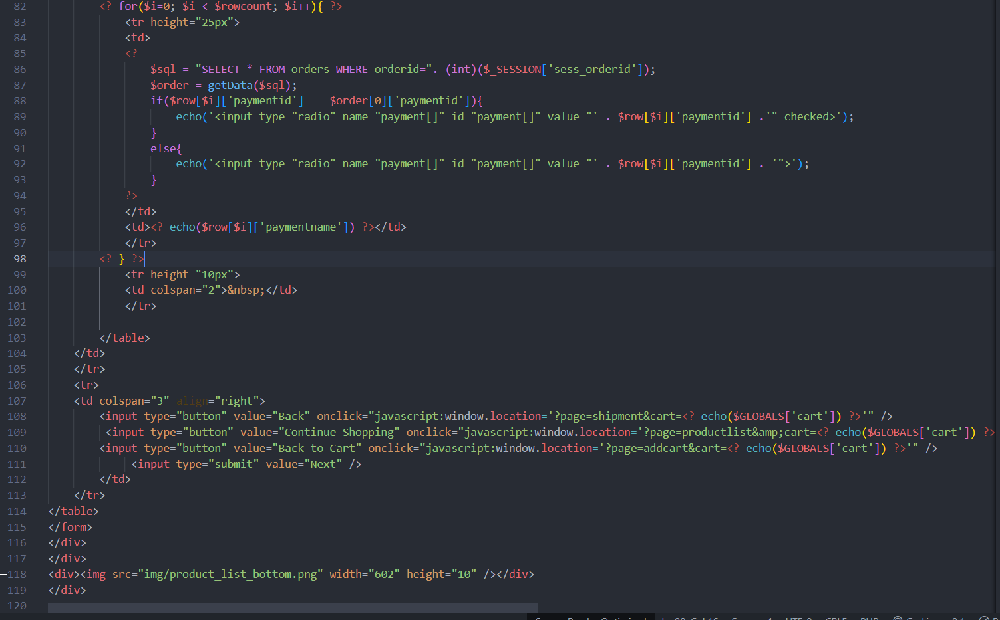 82 <? for($i=0; $i < $rowcount; $i++){ ?>
83 <tr height="25px">
84 <td>
85 <?
86 $sql = "SELECT * FROM orders WHERE orderid=". (int)($_SESSION['sess_orderid']);
87 $order = getData($sql);
88 if($row[$i]['paymentid'] == $order[0]['paymentid']){
89 echo('<input type="radio" name="payment[]" id="payment[]" value="' . $row[$i]['paymentid'] .'" checked>');
90 }
91 else{
92 echo('<input type="radio" name="payment[]" id="payment[]" value="' . $row[$i]['paymentid'] . '">');
93 }
94 ?>
95 </td>
96 <td><? echo($row[$i]['paymentname']) ?></td>
97 </tr>
98 <? } ?>
99 <tr height="10px">
100 <td colspan="2">&nbsp;</td>
101 </tr>
102
103 </table>
104 </td>
105 </tr>
106 <tr>
107 <td colspan="3" align="right">
108 <input type="button" value="Back" onclick="javascript:window.location='?page=shipment&cart=<? echo($GLOBALS['cart']) ?>'" />
109 <input type="button" value="Continue Shopping" onclick="javascript:window.location='?page=productlist&amp;cart=<? echo($GLOBALS['cart']) ?>
110 <input type="button" value="Back to Cart" onclick="javascript:window.location='?page=addcart&cart=<? echo($GLOBALS['cart']) ?>'" />
111 <input type="submit" value="Next" />
112 </td>
113 </tr>
114 </table>
115 </form>
116 </div>
117 </div>
118 <div><img src="img/product_list_bottom.png" width="602" height="10" /></div>
119 </div>
120